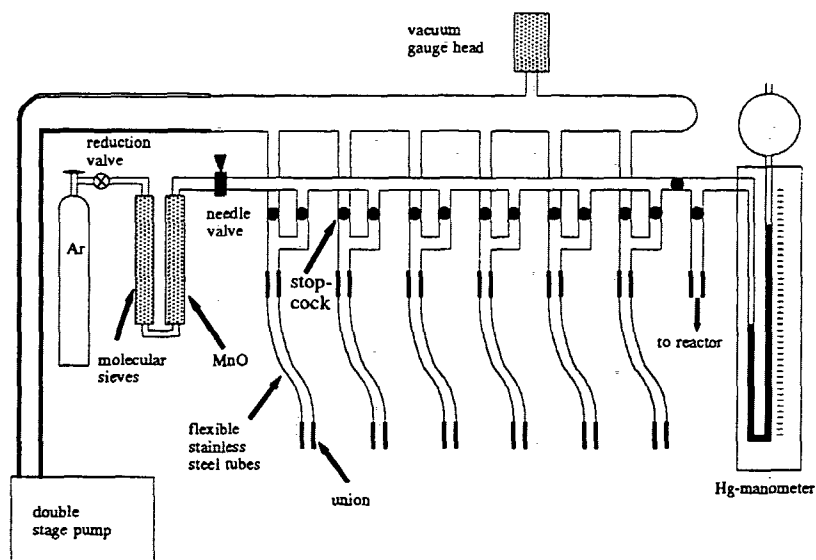 vacuum
gauge head
reduction
valve
Ar
needle
valve
stop-
cock
molecular
sieves
MnO
to reactor
flexible
stainless
steel tubes
union
Hg-manometer
double
stage pump